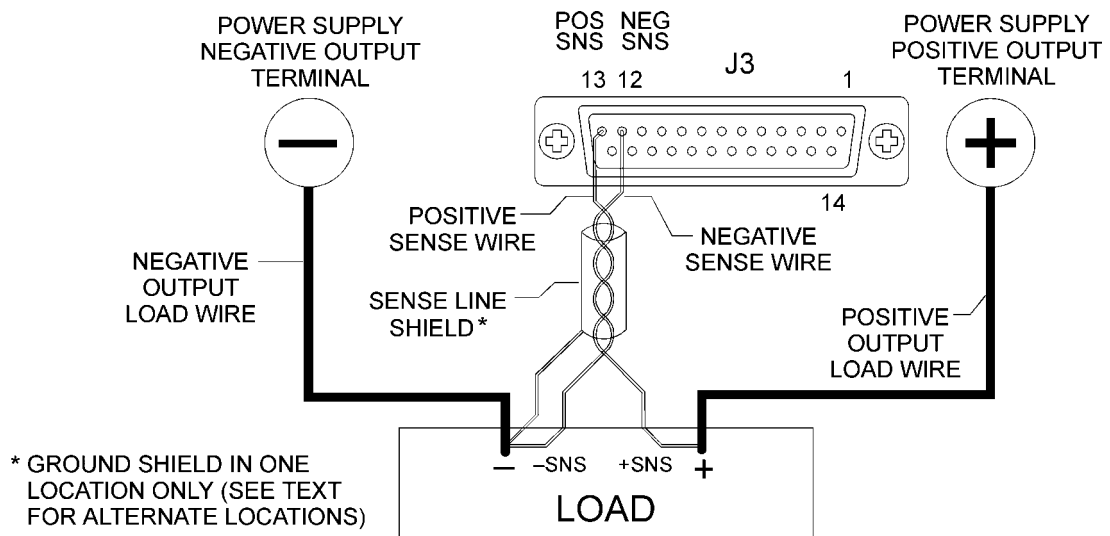 POWER SUPPLY
NEGATIVE OUTPUT
TERMINAL
POS
SNS
NEG
SNS
13 12
J3
1
POWER SUPPLY
POSITIVE OUTPUT
TERMINAL
14
POSITIVE
SENSE WIRE
NEGATIVE
SENSE WIRE
NEGATIVE
OUTPUT
LOAD WIRE
SENSE LINE
SHIELD*
POSITIVE
OUTPUT
LOAD WIRE
– –SNS +SNS +
LOAD
* GROUND SHIELD IN ONE
LOCATION ONLY (SEE TEXT
FOR ALTERNATE LOCATIONS)